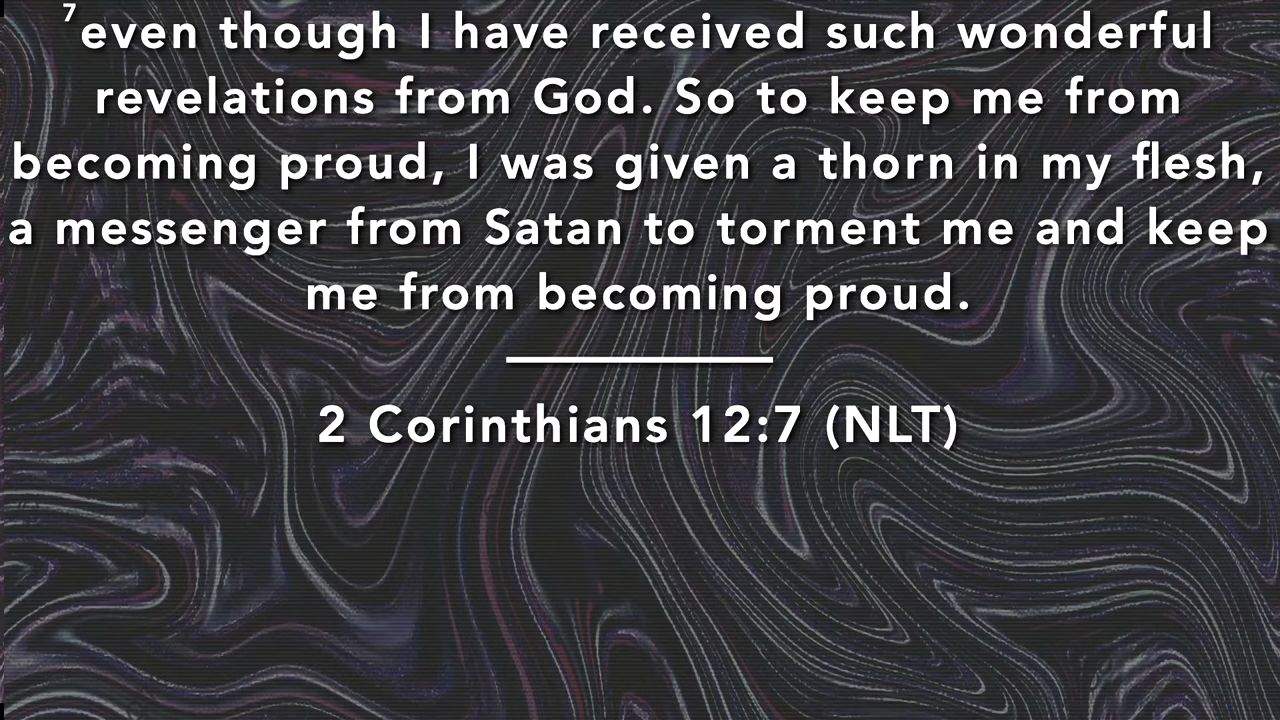 7even though I have received such wonderful
revelations from God. So to keep me from
becoming proud, I was given a thorn in my flesh,
a messenger from Satan to torment me and keep
me from becoming proud.
2 Corinthians 12:7 (NLT)